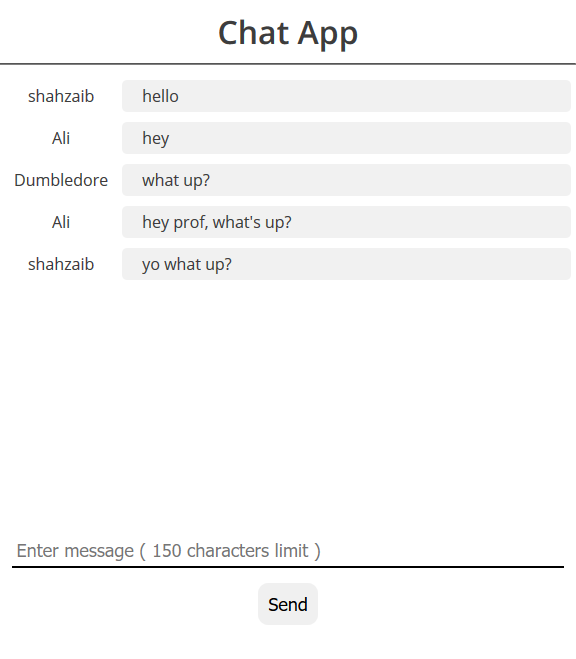 Chat App
shahzaib hello
Ali hey
Dumbledore what up?
Ali hey prof, what's up?
shahzaib yo what up?
Enter message ( 150 characters limit )
Send